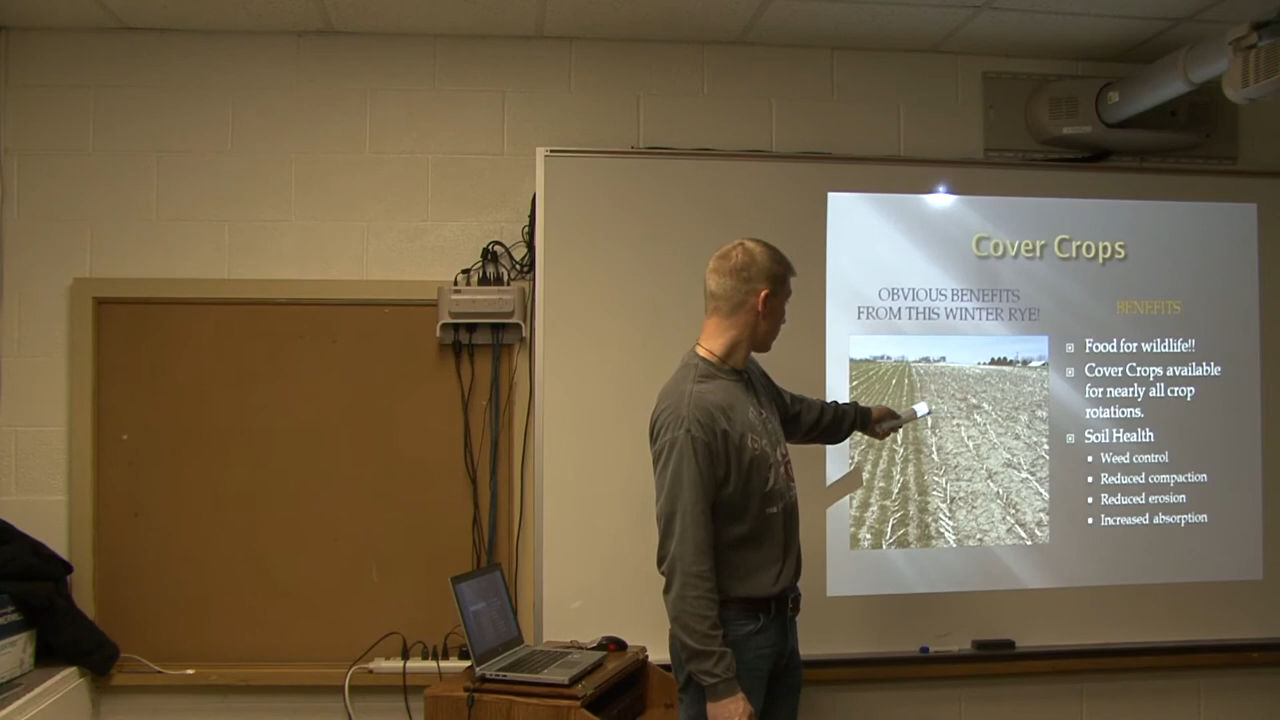 Cover Crops
OBVIOUS BENEFITS
FROM THIS WINTER RYE!
BENEFITS
Food for wildlife!!
Cover Crops available
for nearly all crop
rotations.
Soil Health
Weed control
Reduced compaction
Reduced erosion
Increased absorption